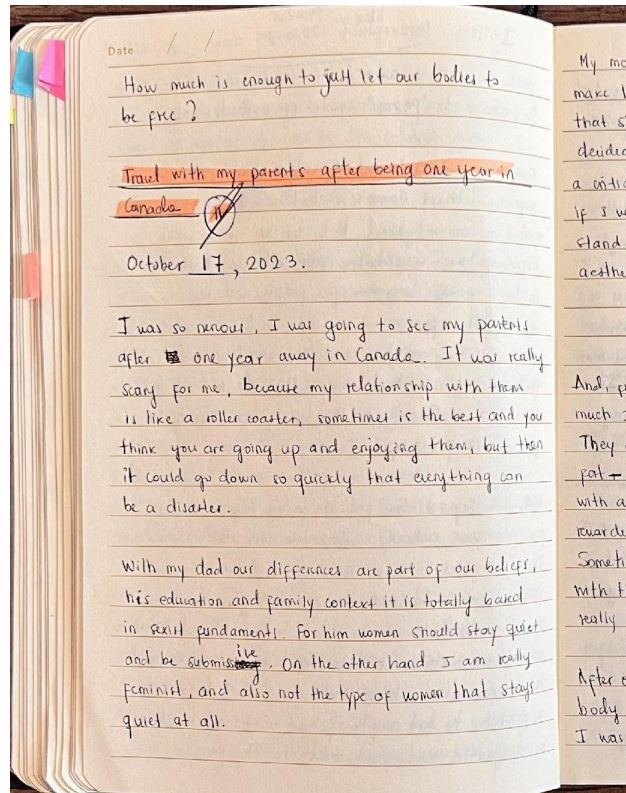 Date / /
How much is enough to just let our bodies to
be free?
Travel with my parents after being one year in
Canada
October 17, 2023.
I was so nervous, I was going to see my parents
after one year away in Canada. It was really
scary for me, because my relationship with them
is like a roller coaster, sometimes is the best and you
think you are going up and enjoying them, but then
it could go down so quickly that everything can
be a disaster.
With my dad our differences are part of our beliefs,
his education and family context it is totally based
in sexist fundaments. For him women should stay quiet
and be submissive. On the other hand I am really
feminist, and also not the type of women that stays
quiet at all.
My mo
make
that s
decided
a critic
if I w
stand
aesthe
And, p
much I
They
pat-
with a
rewarde
Someti
with t
really
After e
body
I was